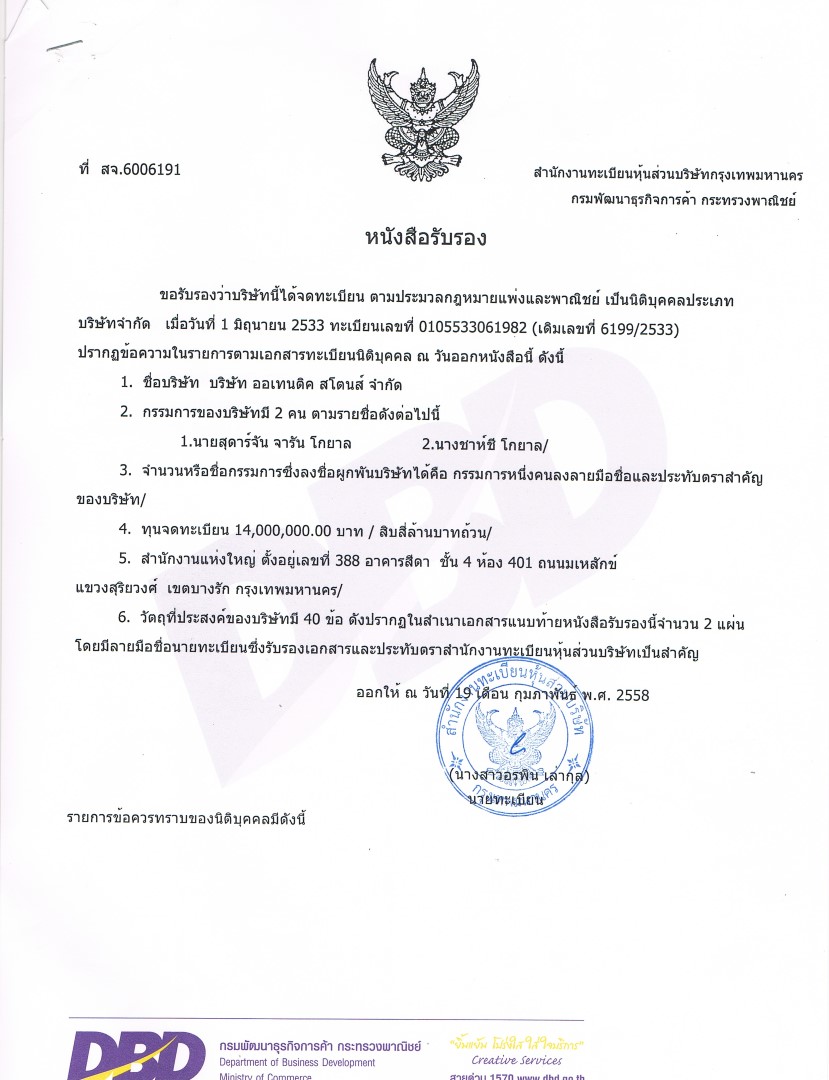 ที่ สจ.6006191
สำนักงานทะเบียนหุ้นส่วนบริษัทกรุงเทพมหานคร
กรมพัฒนาธุรกิจการค้า กระทรวงพาณิชย์
หนังสือรับรอง
ขอรับรองว่าบริษัทนี้ได้จดทะเบียน ตามประมวลกฎหมายแพ่งและพาณิชย์ เป็นนิติบุคคลประเภท
บริษัทจำกัด เมื่อวันที่ 1 มิถุนายน 2533 ทะเบียนเลขที่ 0105533061982 (เดิมเลขที่ 6199/2533)
ปรากฏข้อความในรายการตามเอกสารทะเบียนนิติบุคคล ณ วันออกหนังสือนี้ ดังนี้
1. ชื่อบริษัท บริษัท ออเทนติค สโตนส์ จำกัด
2. กรรมการของบริษัทมี 2 คน ตามรายชื่อดังต่อไปนี้
1.นายสุดาร์จัน จารัน โกยาล 2.นางชาห์ชี โกยาล/
3. จำนวนหรือชื่อกรรมการซึ่งลงชื่อผูกพันบริษัทได้คือ กรรมการหนึ่งคนลงลายมือชื่อและประทับตราสำคัญ
ของบริษัท/
4. ทุนจดทะเบียน 14,000,000.00 บาท / สิบสี่ล้านบาทถ้วน/
5. สำนักงานแห่งใหญ่ ตั้งอยู่เลขที่ 388 อาคารสีดา ชั้น 4 ห้อง 401 ถนนมเหสักข์
แขวงสุริยวงศ์ เขตบางรัก กรุงเทพมหานคร/
6. วัตถุที่ประสงค์ของบริษัทมี 40 ข้อ ดังปรากฏในสำเนาเอกสารแนบท้ายหนังสือรับรองนี้จำนวน 2 แผ่น
โดยมีลายมือชื่อนายทะเบียนซึ่งรับรองเอกสารและประทับตราสำนักงานทะเบียนหุ้นส่วนบริษัทเป็นสำคัญ
ออกให้ ณ วันที่ 19 เดือน กุมภาพันธ์ พ.ศ. 2558
สำนักงานทะเบียนหุ้นส่วนบริษัท
กรุงเทพมหานคร
(นางสาวอรพิน เล้ากุล)
นายทะเบียน
รายการข้อควรทราบของนิติบุคคลมีดังนี้
DBD
กรมพัฒนาธุรกิจการค้า กระทรวงพาณิชย์
Department of Business Development
Ministry of Commerce
Creative Services
สายด่วน 1570 www.dbd.go.th